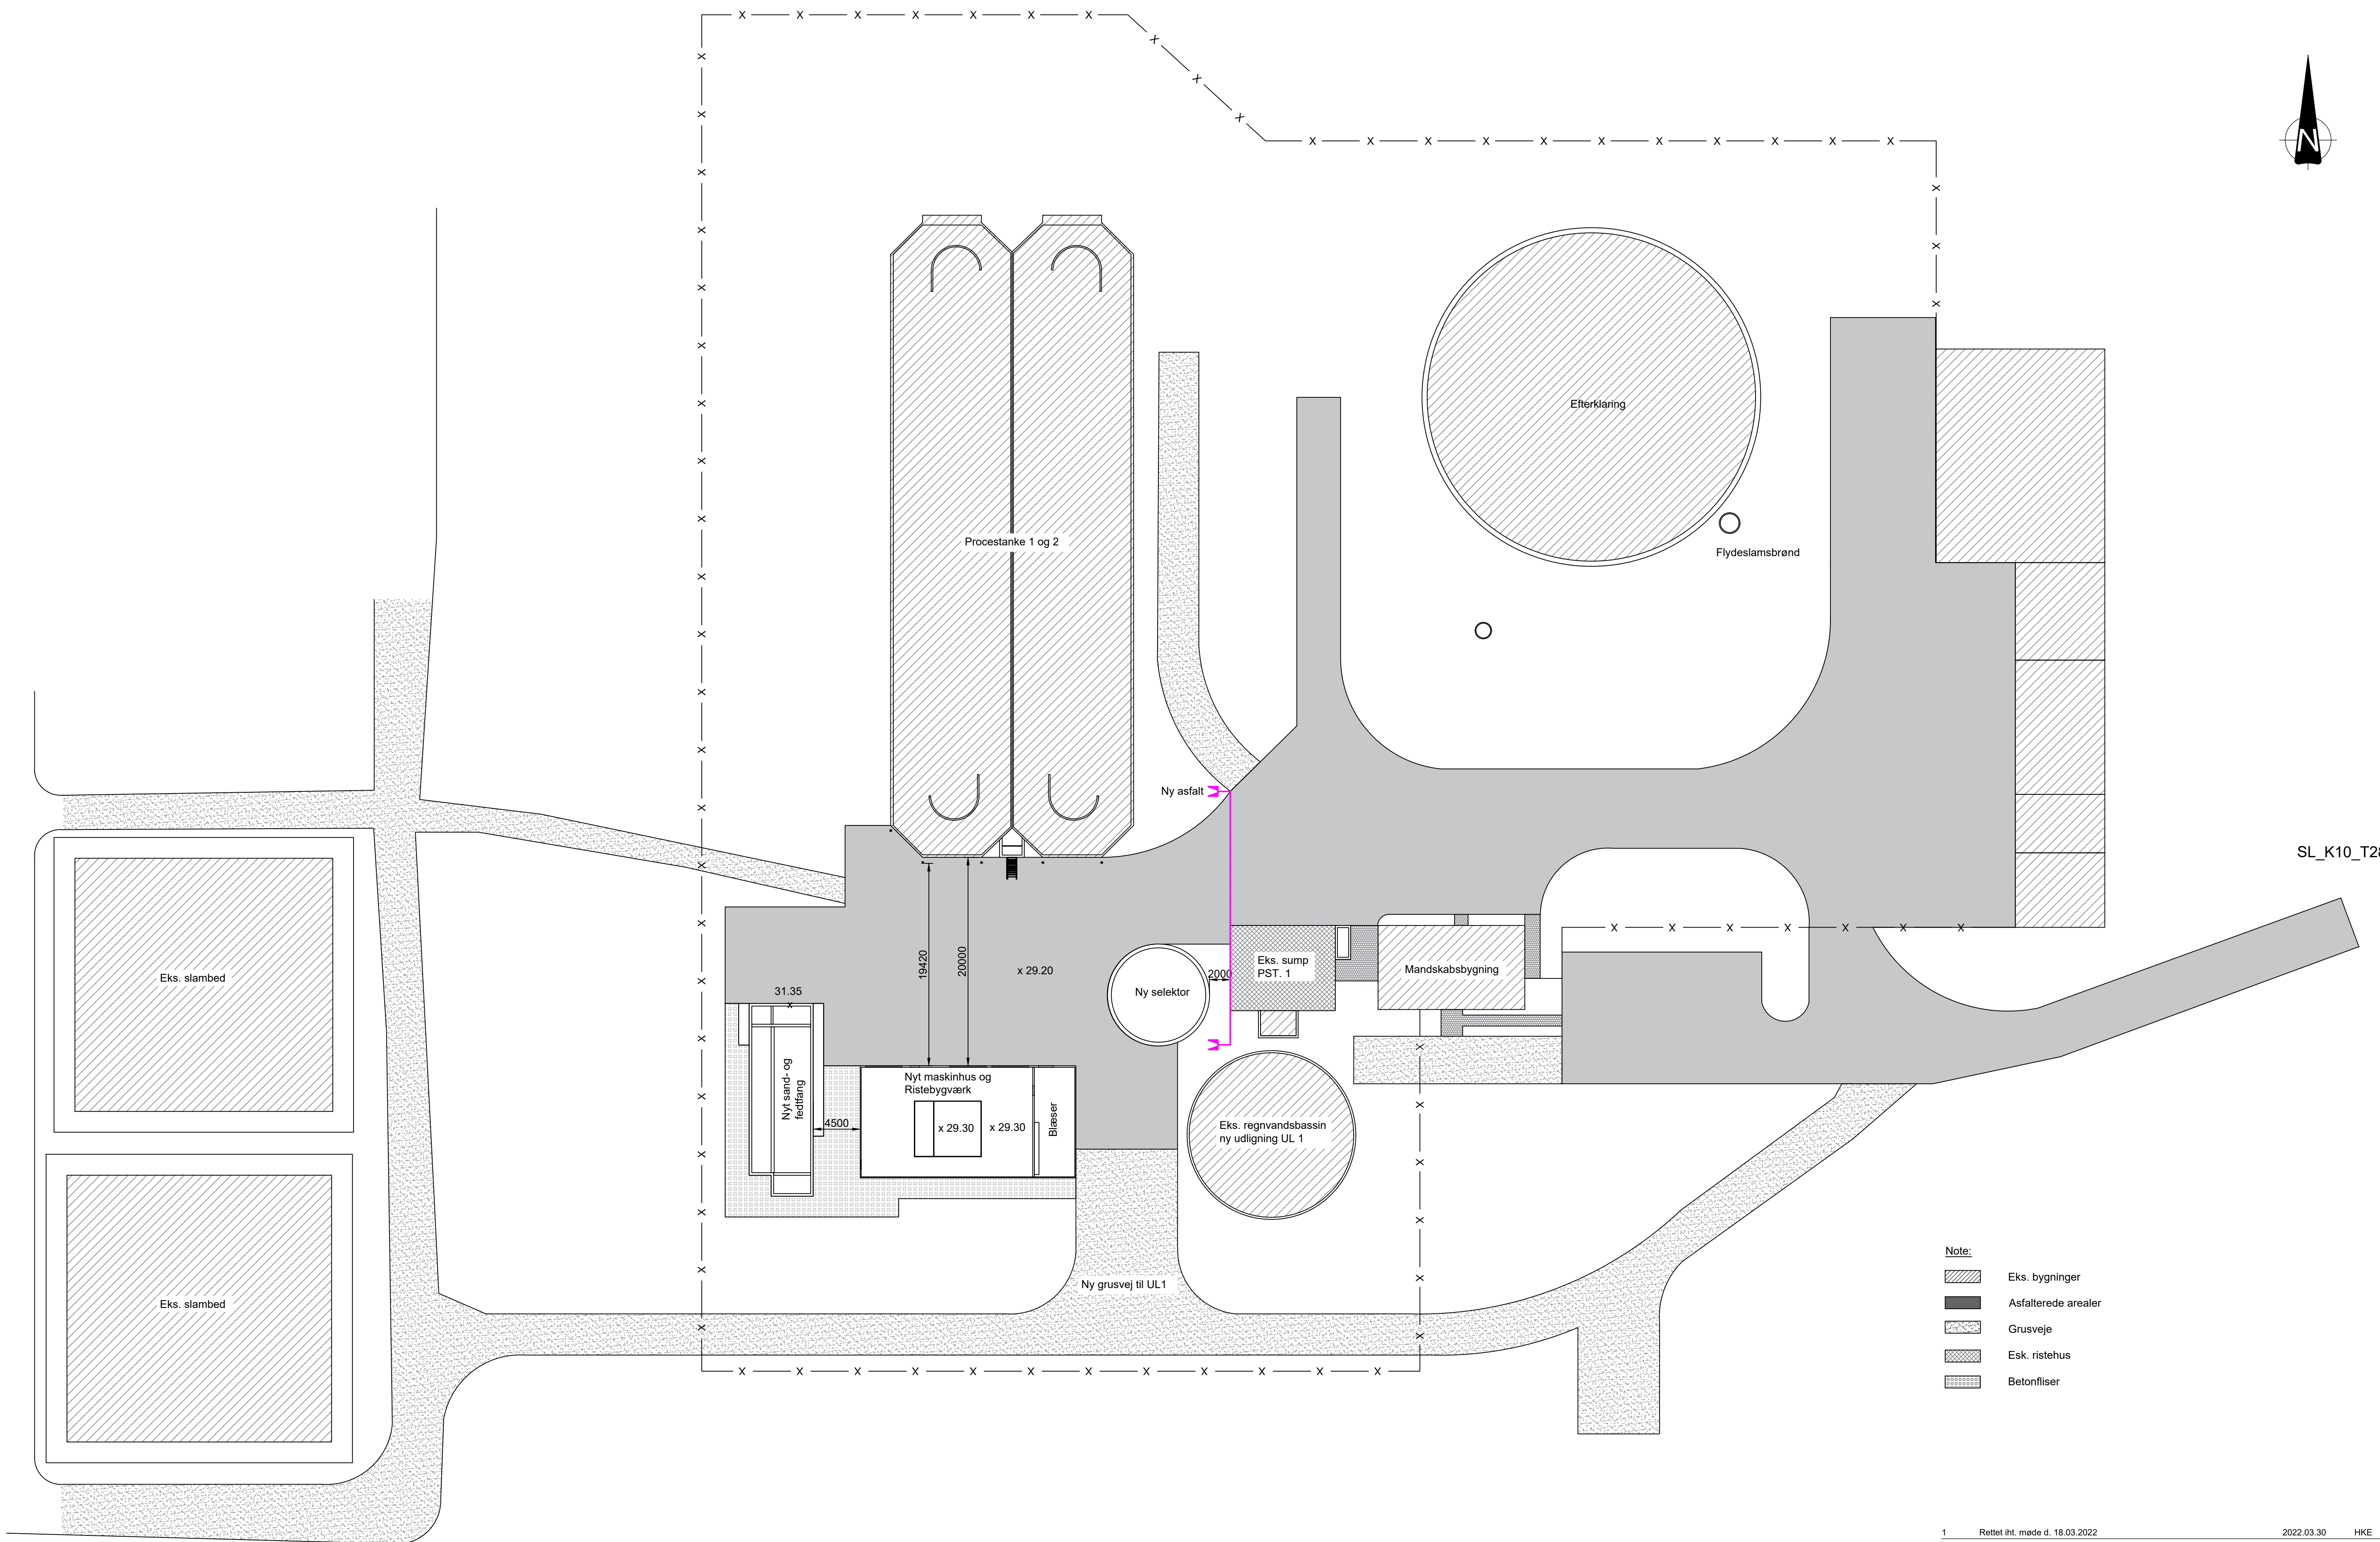 N
Efterklaring
Procestanke 1 og 2
Flydeslamsbrønd
Ny asfalt
SL_K10_T28
19420
20000
x 29.20
31.35
x
Eks. slambed
Ny selektor
2000
Eks. sump
PST. 1
Mandskabsbygning
Nyt sand- og
fedtfang
4500
Nyt maskinhus og
Ristebygværk
x 29.30
x 29.30
Blæser
Eks. regnvandsbassin
ny udligning UL 1
Ny grusvej til UL1
Eks. slambed
Note:
Eks. bygninger
Asfalterede arealer
Grusveje
Esk. ristehus
Betonfliser
1 Rettet iht. møde d. 18.03.2022 2022.03.30 HKE